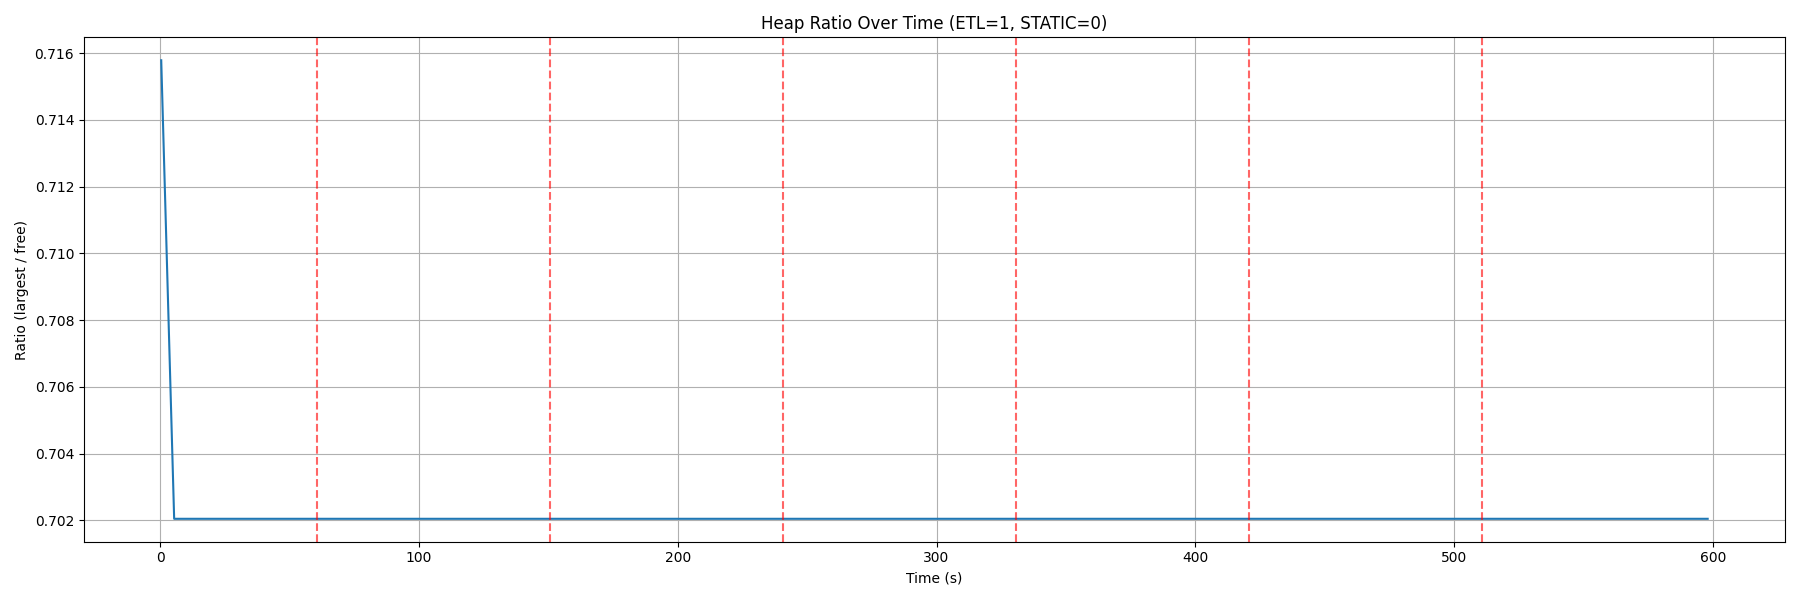 Heap Ratio Over Time (ETL=1, STATIC=0)
Ratio (largest / free)
0.716
0.714
0.712
0.710
0.708
0.706
0.704
0.702
0 100 200 300 400 500 600
Time (s)